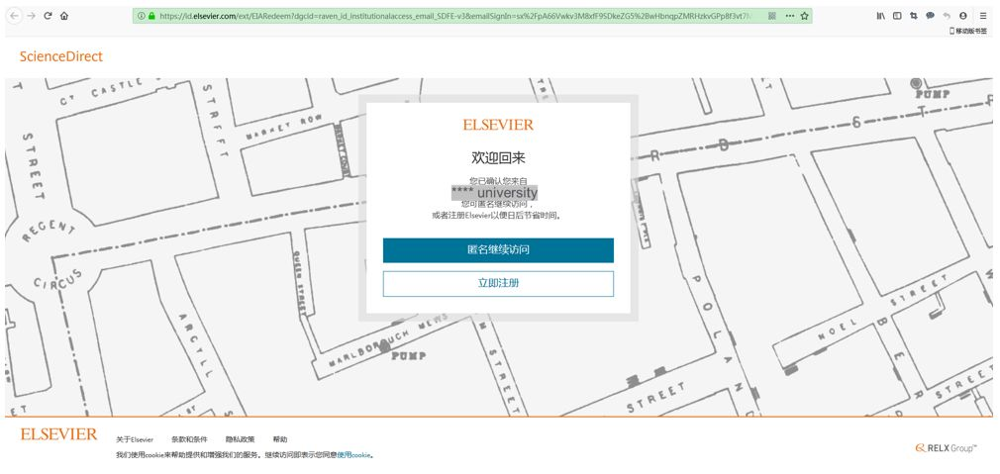 https://id.elsevier.com/ext/EIARedeem?dgcid=raven_id_institutionalaccess_email_SDFE-v3&emailSignIn=
移动版书签
ScienceDirect
CT CASTLE STREET
MARKET ROW
STREET
PUMP
ELSEVIER
欢迎回来
您已确认您来自
**** university
您可匿名继续访问，
或者注册Elsevier以便日后节省时间。
匿名继续访问
立即注册
REGENT
CIRCUS
QUEEN STREET
ARGYLL
MARLBOROUGH MEWS
PUMP
STREET
POLAND
STREET
NOEL
STREET
BER
STREE
ELSEVIER
关于Elsevier 条款和条件 隐私政策 帮助
我们使用cookie来帮助提供和增强我们的服务。继续访问即表示您同意使用cookie。
RELX Group™